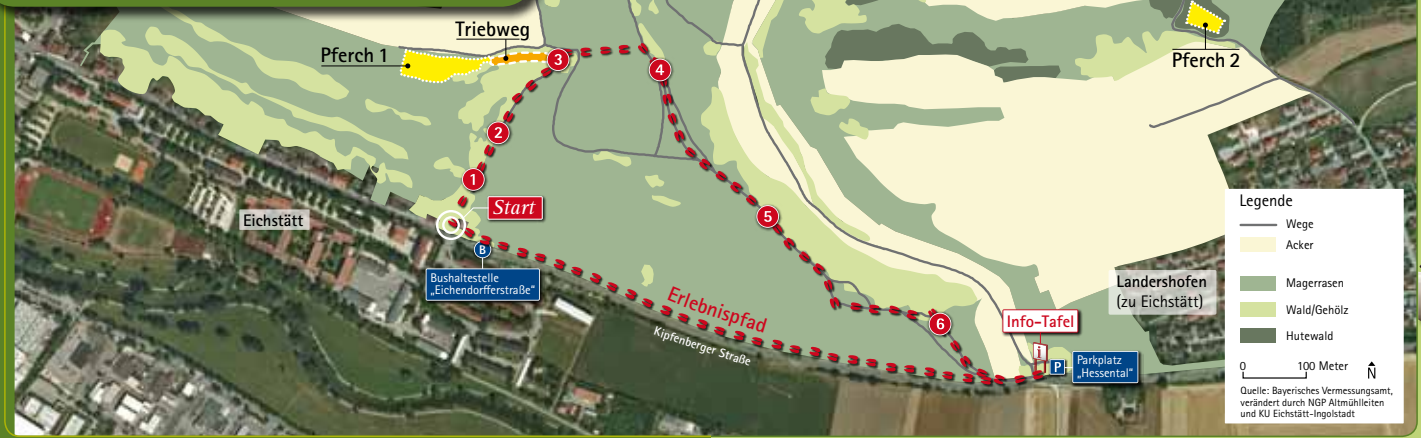 Triebweg
Pferch 1
Pferch 2
3
4
2
1
Start
Eichstätt
5
B
Bushaltestelle
„Eichendorfferstraße“
Erlebnispfad
Kipfenberger Straße
6
Info-Tafel
i
P
Parkplatz
„Hessental“
Landershofen
(zu Eichstätt)
Legende
Wege
Acker
Magerrasen
Wald/Gehölz
Hutewald
0 100 Meter N
Quelle: Bayerisches Vermessungsamt,
verändert durch NGP Altmühlleiten
und KU Eichstätt-Ingolstadt